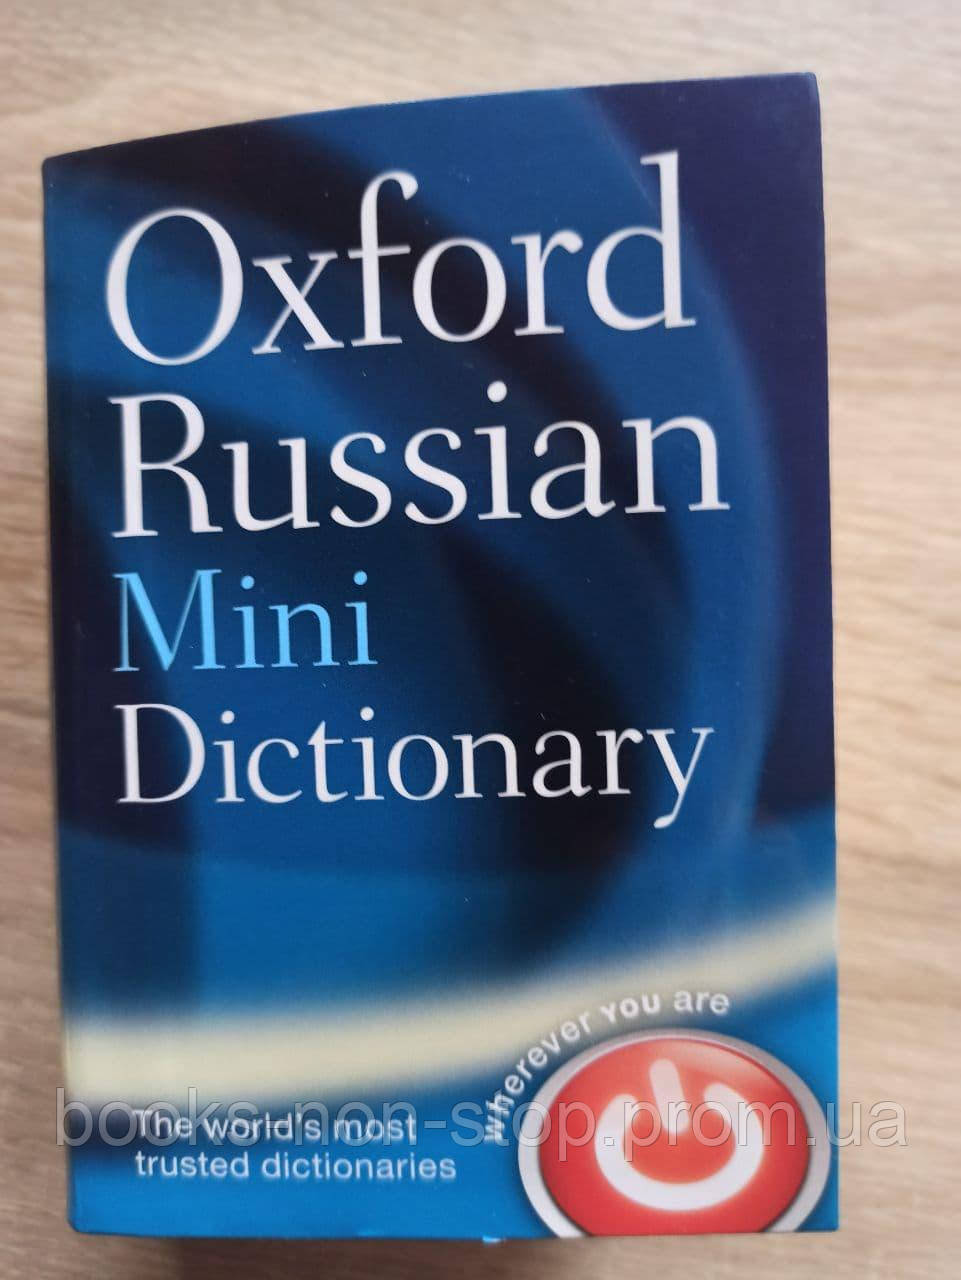 Oxford
Russian
Mini
Dictionary
wherever YOU are
The world's most
trusted dictionaries
books-non-stop.prom.ua